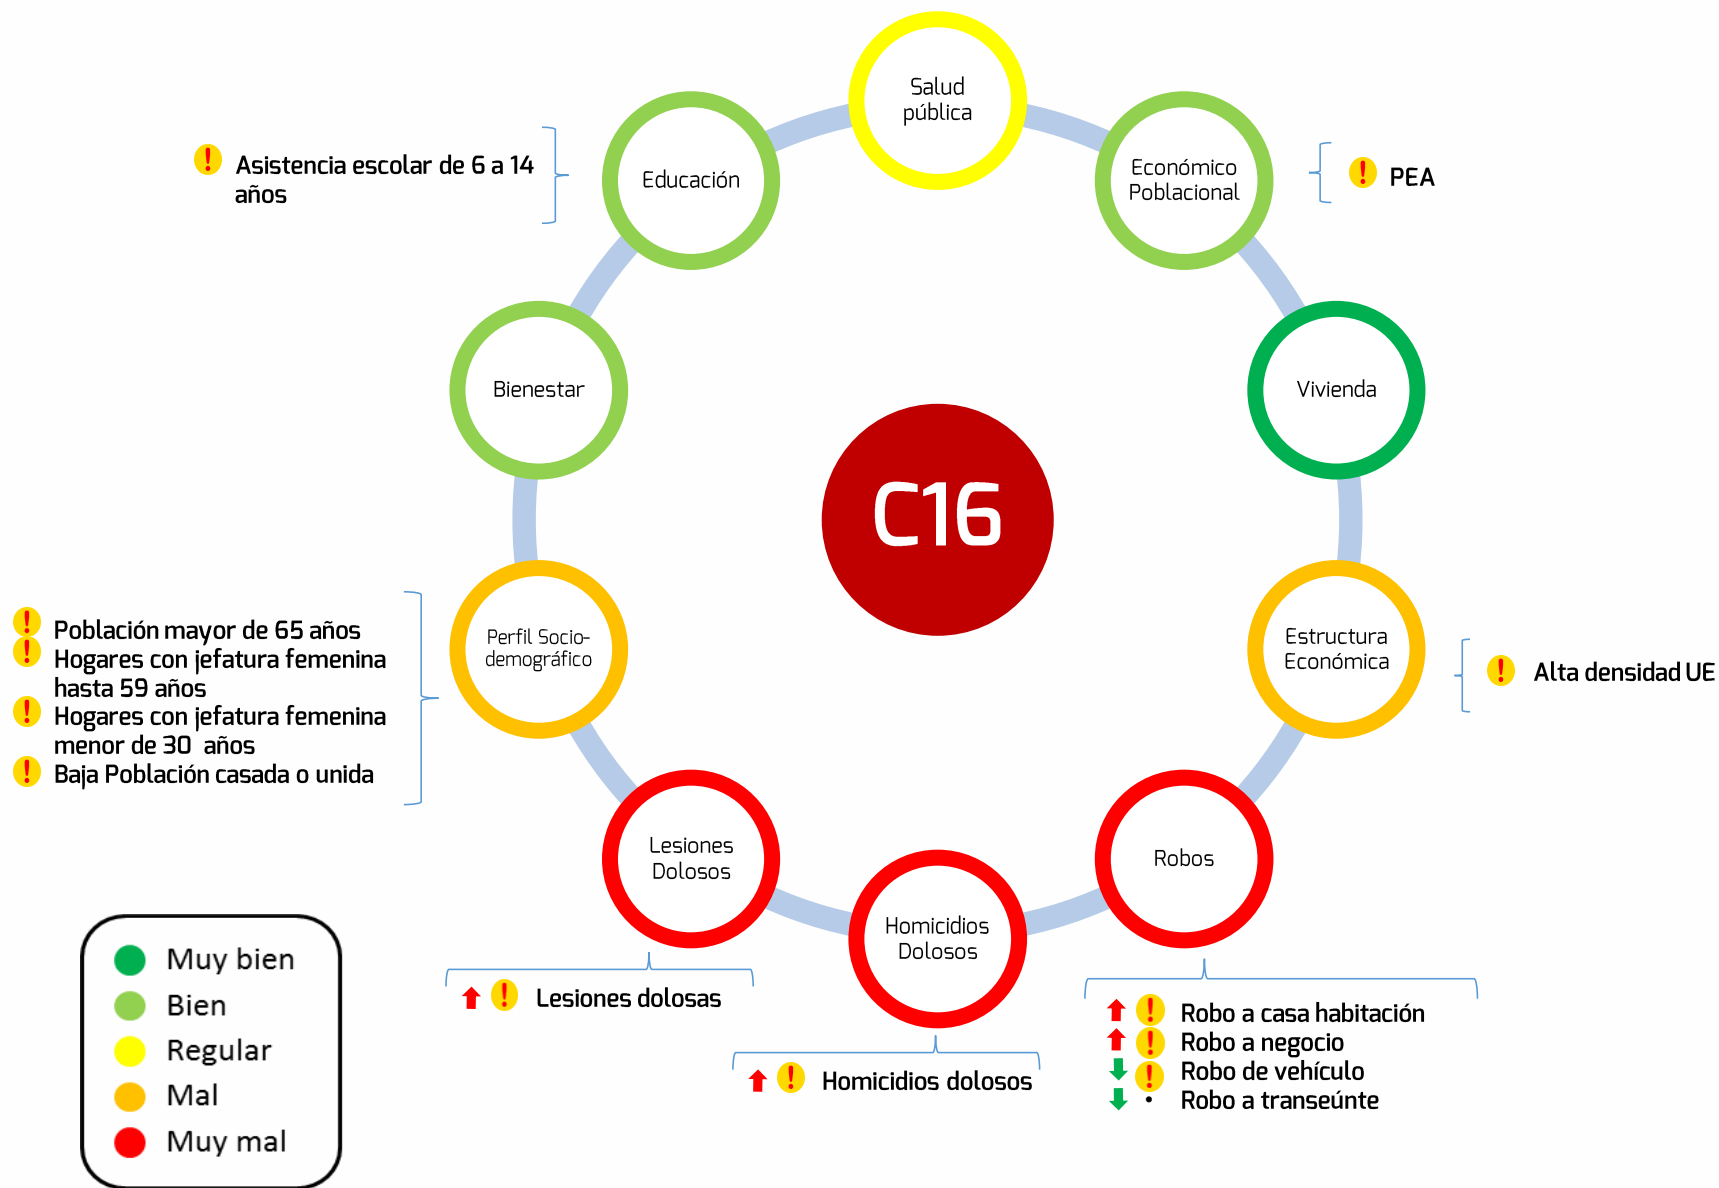 Salud
pública
Educación
Económico
Poblacional
! Asistencia escolar de 6 a 14
años
! PEA
Bienestar
Vivienda
C16
Perfil Socio-
demográfico
Estructura
Económica
! Población mayor de 65 años
! Hogares con jefatura femenina
hasta 59 años
! Hogares con jefatura femenina
menor de 30 años
! Baja Población casada o unida
! Alta densidad UE
Lesiones
Dolosos
Homicidios
Dolosos
Robos
! Lesiones dolosas
! Homicidios dolosos
! Robo a casa habitación
! Robo a negocio
! Robo de vehículo
• Robo a transeúnte
Muy bien
Bien
Regular
Mal
Muy mal